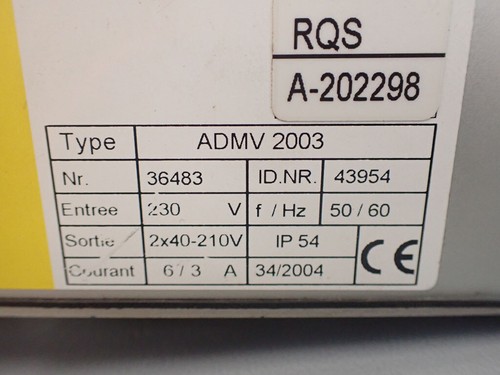 RQS
A-202298
Type ADMV 2003
Nr. 36483 ID.NR. 43954
Entree 230 V f / Hz 50 / 60
Sortie 2x40-210V IP 54
Courant 6 / 3 A 34/2004 CE